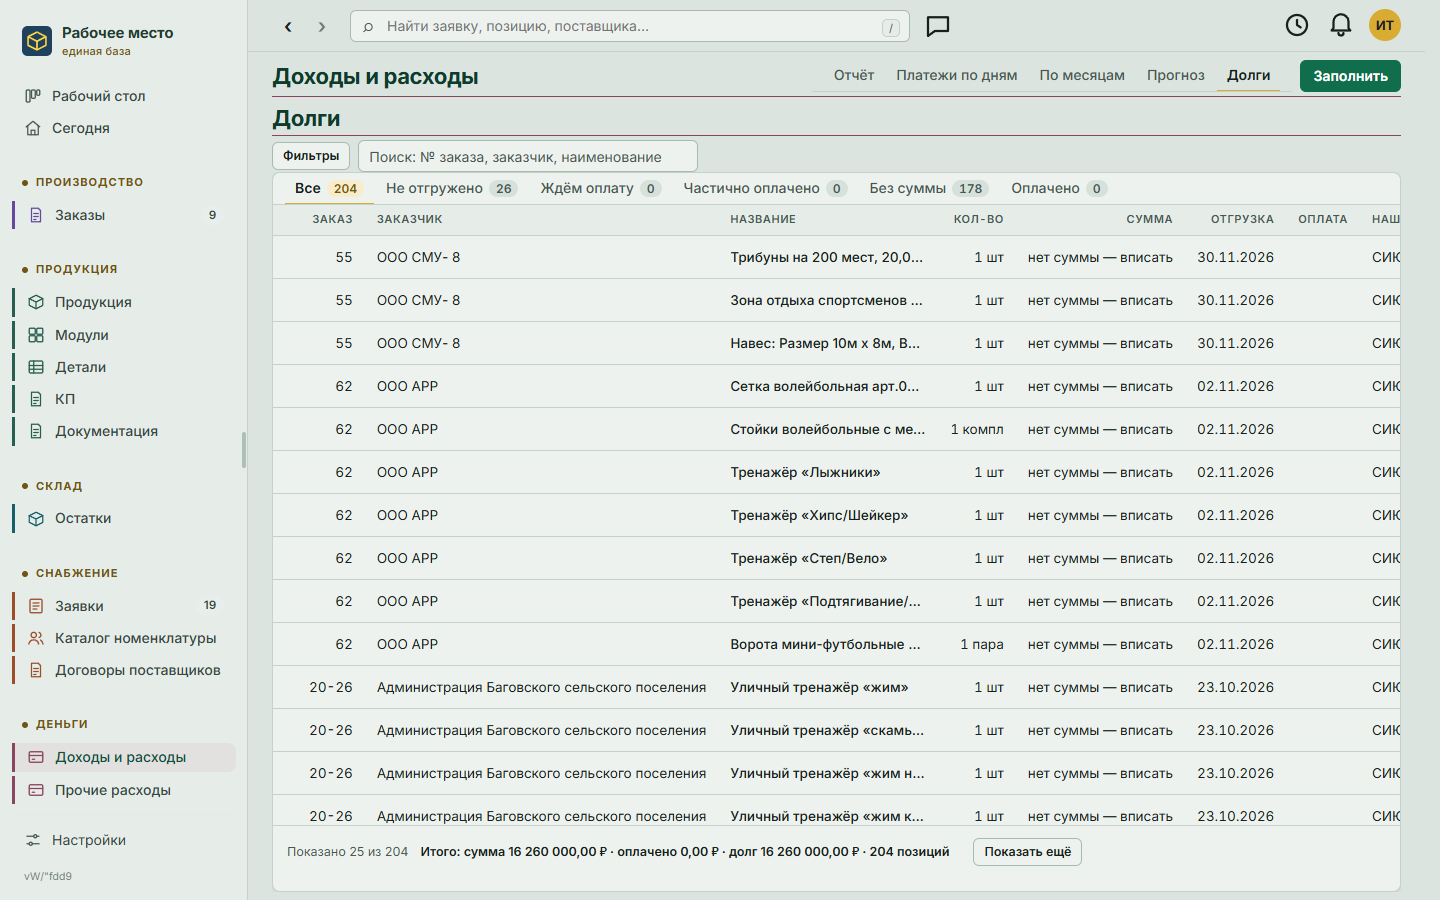 Рабочее место
единая база
Рабочий стол
Сегодня
ПРОИЗВОДСТВО
Заказы 9
ПРОДУКЦИЯ
Продукция
Модули
Детали
КП
Документация
СКЛАД
Остатки
СНАБЖЕНИЕ
Заявки 19
Каталог номенклатуры
Договоры поставщиков
ДЕНЬГИ
Доходы и расходы
Прочие расходы
Настройки
vW/"fdd9
Найти заявку, позицию, поставщика... /
ИТ
Доходы и расходы
Отчёт Платежи по дням По месяцам Прогноз Долги Заполнить
Долги
Фильтры Поиск: № заказа, заказчик, наименование
Все 204 Не отгружено 26 Ждём оплату 0 Частично оплачено 0 Без суммы 178 Оплачено 0
ЗАКАЗ ЗАКАЗЧИК НАЗВАНИЕ КОЛ-ВО СУММА ОТГРУЗКА ОПЛАТА НАШ
55 ООО СМУ- 8 Трибуны на 200 мест, 20,0... 1 шт нет суммы — вписать 30.11.2026 СИК
55 ООО СМУ- 8 Зона отдыха спортсменов ... 1 шт нет суммы — вписать 30.11.2026 СИК
55 ООО СМУ- 8 Навес: Размер 10м х 8м, В... 1 шт нет суммы — вписать 30.11.2026 СИК
62 ООО АРР Сетка волейбольная арт.0... 1 шт нет суммы — вписать 02.11.2026 СИК
62 ООО АРР Стойки волейбольные с ме... 1 компл нет суммы — вписать 02.11.2026 СИК
62 ООО АРР Тренажёр «Лыжники» 1 шт нет суммы — вписать 02.11.2026 СИК
62 ООО АРР Тренажёр «Хипс/Шейкер» 1 шт нет суммы — вписать 02.11.2026 СИК
62 ООО АРР Тренажёр «Степ/Вело» 1 шт нет суммы — вписать 02.11.2026 СИК
62 ООО АРР Тренажёр «Подтягивание/... 1 шт нет суммы — вписать 02.11.2026 СИК
62 ООО АРР Ворота мини-футбольные ... 1 пара нет суммы — вписать 02.11.2026 СИК
20-26 Администрация Баговского сельского поселения Уличный тренажёр «жим» 1 шт нет суммы — вписать 23.10.2026 СИК
20-26 Администрация Баговского сельского поселения Уличный тренажёр «скамь... 1 шт нет суммы — вписать 23.10.2026 СИК
20-26 Администрация Баговского сельского поселения Уличный тренажёр «жим н... 1 шт нет суммы — вписать 23.10.2026 СИК
20-26 Администрация Баговского сельского поселения Уличный тренажёр «жим к... 1 шт нет суммы — вписать 23.10.2026 СИК
Показано 25 из 204 Итого: сумма 16 260 000,00 ₽ · оплачено 0,00 ₽ · долг 16 260 000,00 ₽ · 204 позиций Показать ещё